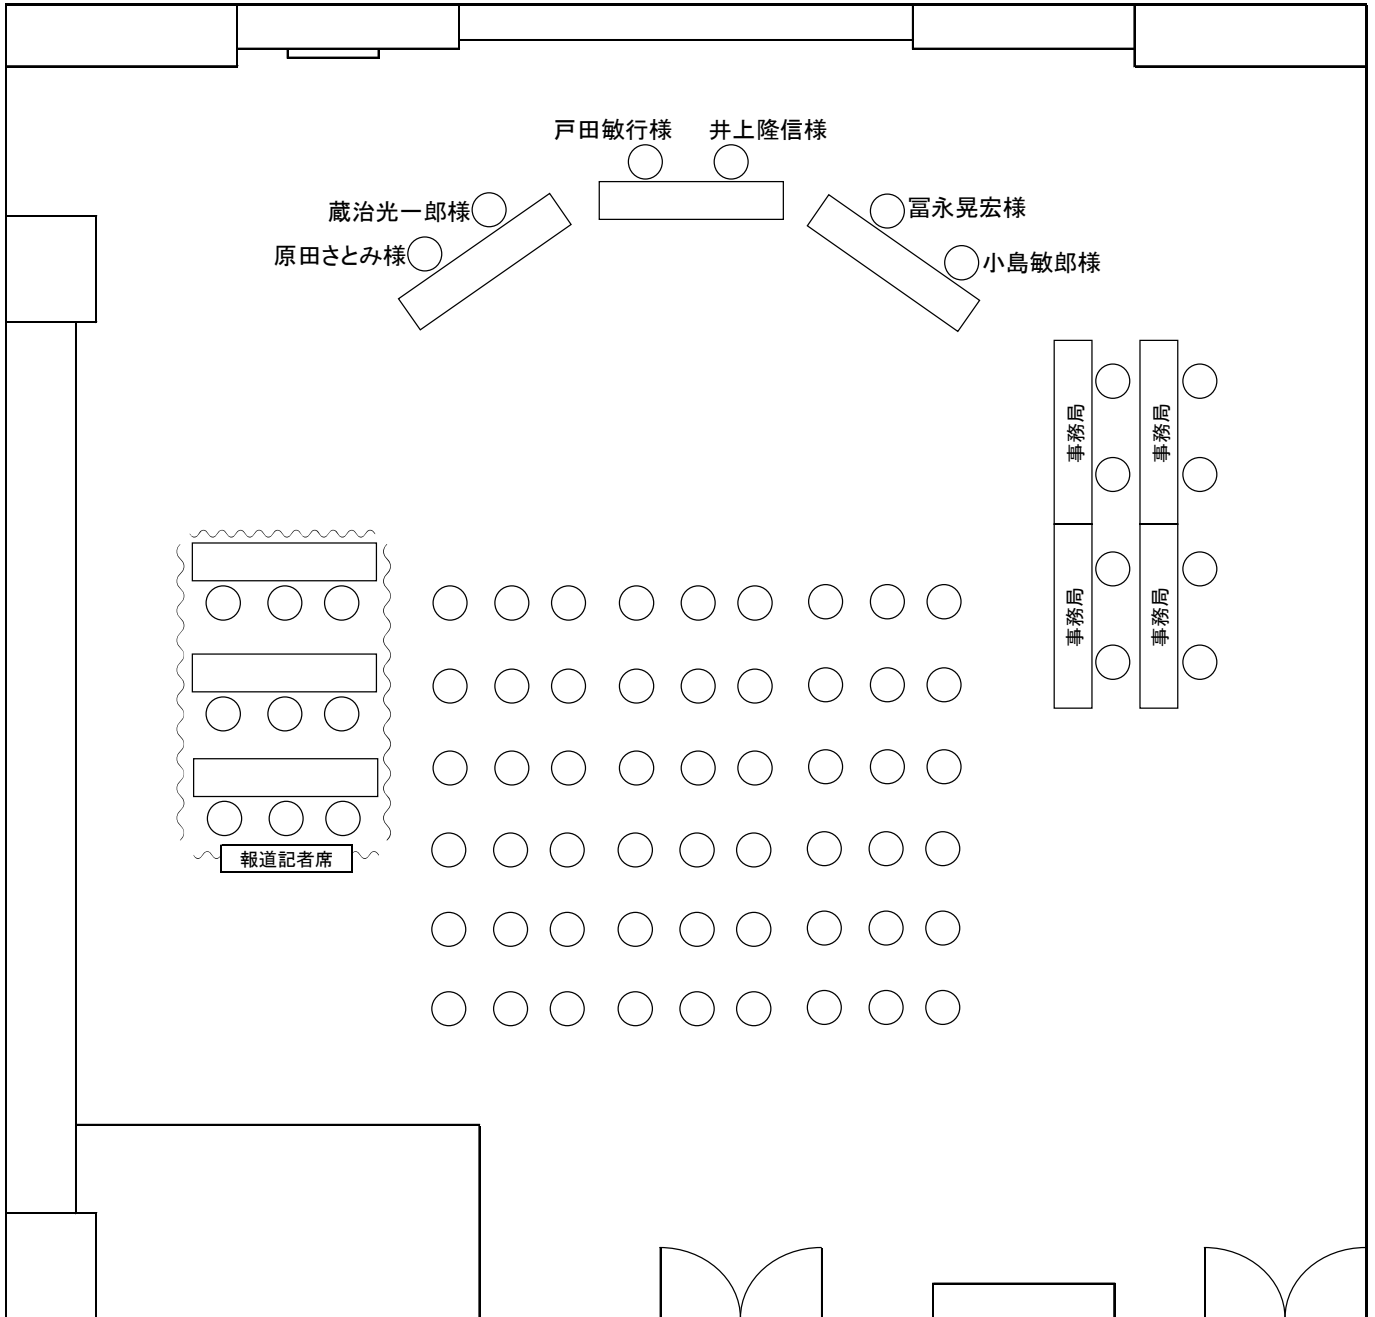 戸田敏行様
井上隆信様
蔵治光一郎様
冨永晃宏様
原田さとみ様
小島敏郎様
事務局
事務局
事務局
事務局
報道記者席